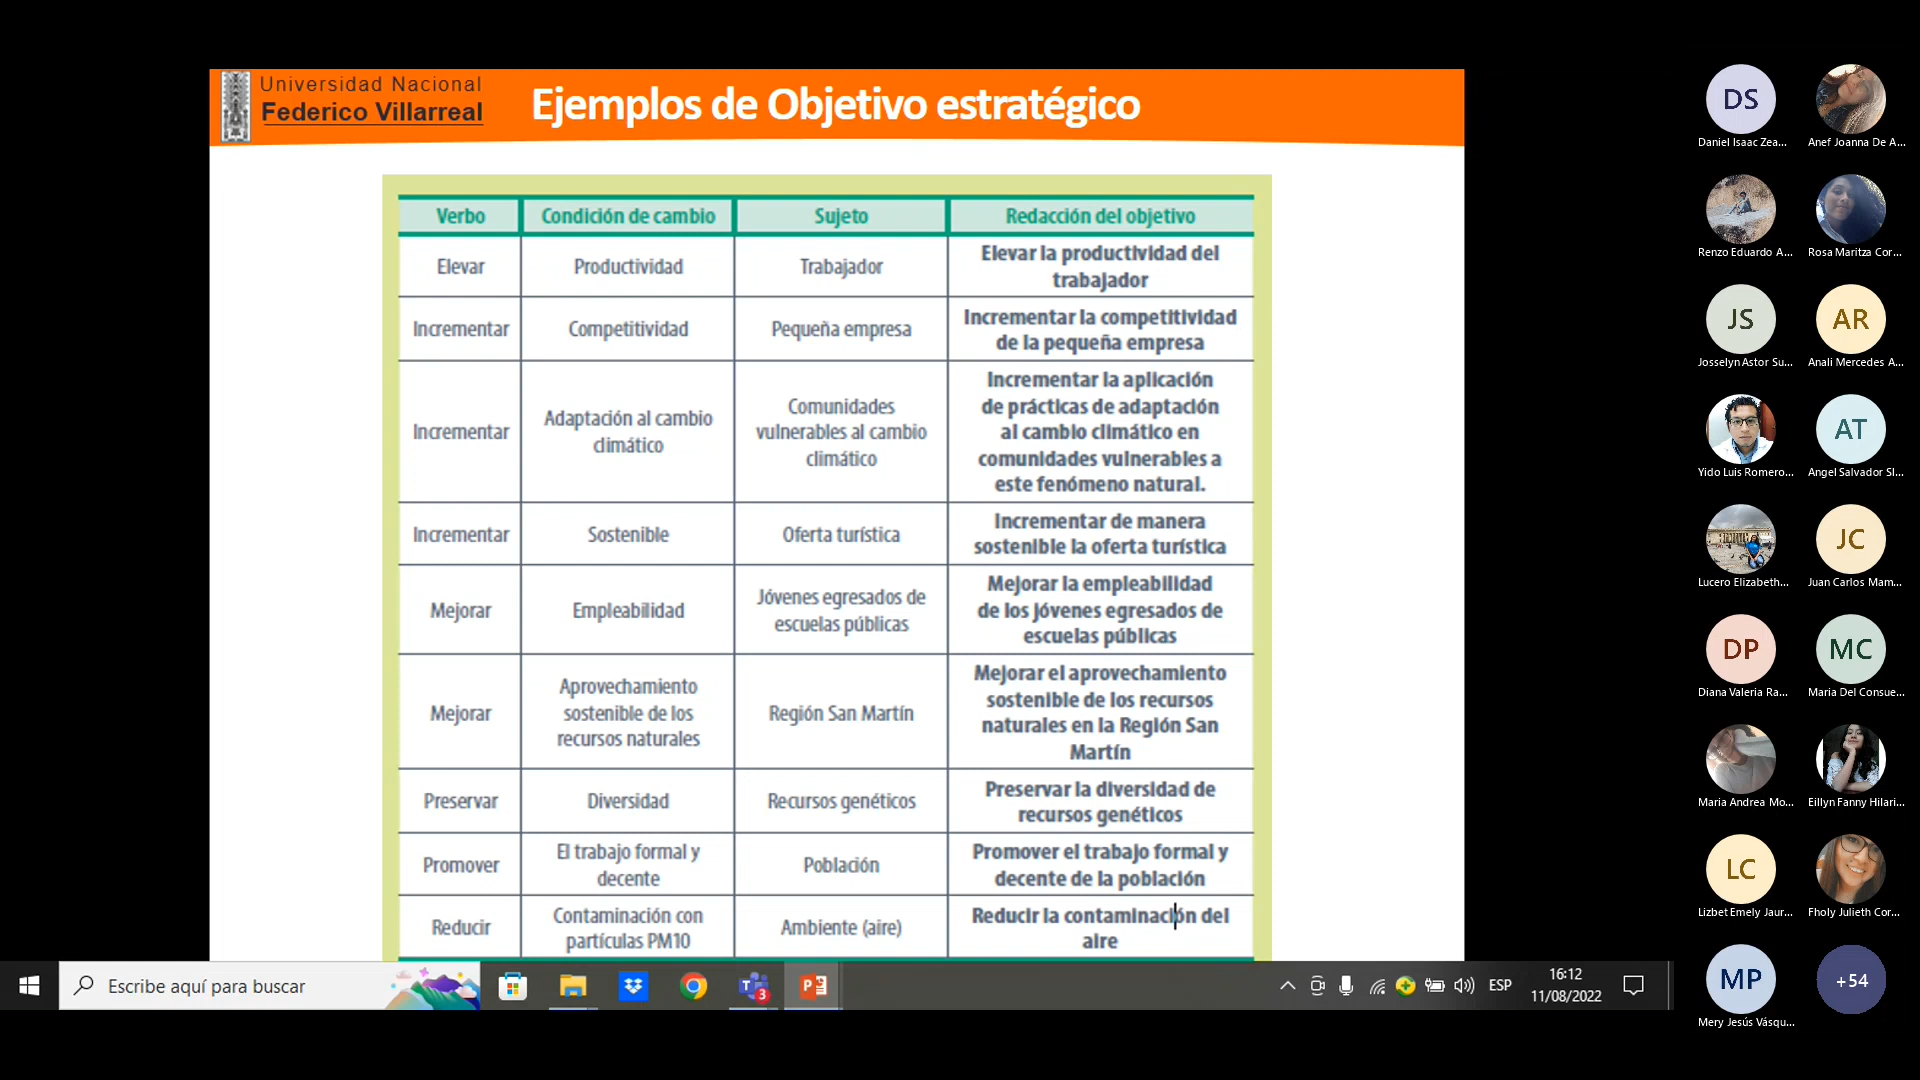 Universidad Nacional
Federico Villarreal
Ejemplos de Objetivo estratégico
Verbo
Condición de cambio
Sujeto
Redacción del objetivo
Elevar
Productividad
Trabajador
Elevar la productividad del
trabajador
Incrementar
Competitividad
Pequeña empresa
Incrementar la competitividad
de la pequeña empresa
Incrementar
Adaptación al cambio
climático
Comunidades
vulnerables al cambio
climático
Incrementar la aplicación
de prácticas de adaptación
al cambio climático en
comunidades vulnerables a
este fenómeno natural.
Incrementar
Sostenible
Oferta turística
Incrementar de manera
sostenible la oferta turística
Mejorar
Empleabilidad
Jóvenes egresados de
escuelas públicas
Mejorar la empleabilidad
de los jóvenes egresados de
escuelas públicas
Mejorar
Aprovechamiento
sostenible de los
recursos naturales
Región San Martín
Mejorar el aprovechamiento
sostenible de los recursos
naturales en la Región San
Martín
Preservar
Diversidad
Recursos genéticos
Preservar la diversidad de
recursos genéticos
Promover
El trabajo formal y
decente
Población
Promover el trabajo formal y
decente de la población
Reducir
Contaminación con
partículas PM10
Ambiente (aire)
Reducir la contaminación del
aire
Escribe aquí para buscar
3
ESP
16:12
11/08/2022
DS
Daniel Isaac Zea...
Anef Joanna De A...
Renzo Eduardo A...
Rosa Maritza Cor...
JS
Josselyn Astor Su...
AR
Anali Mercedes A...
Yido Luis Romero...
AT
Angel Salvador Sl...
Lucero Elizabeth...
JC
Juan Carlos Mam...
DP
Diana Valeria Ra...
MC
Maria Del Consue...
Maria Andrea Mo...
Eillyn Fanny Hilari...
LC
Lizbet Emely Jaur...
Fholy Julieth Cor...
MP
Mery Jesús Vásqu...
+54